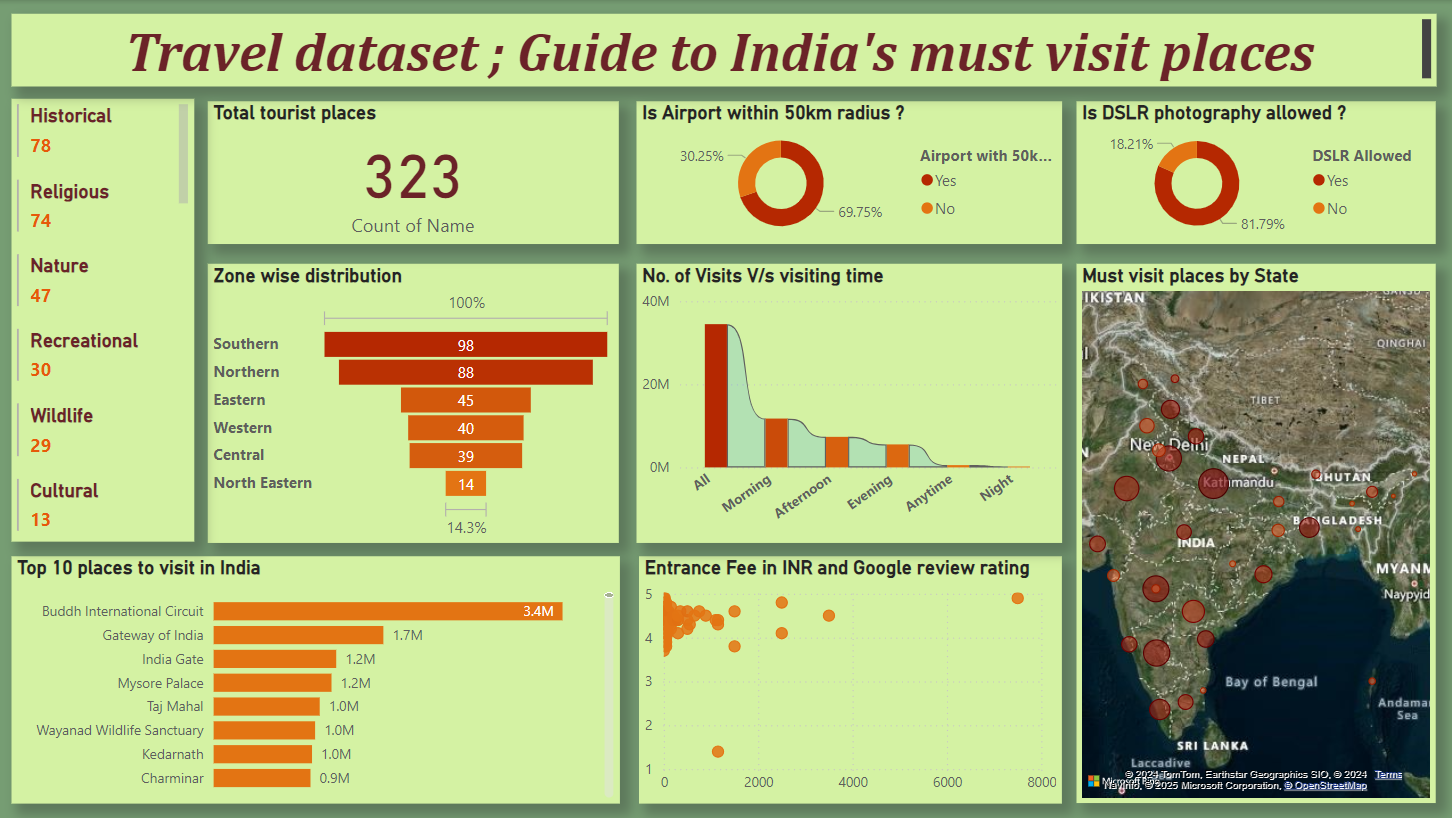 Travel dataset ; Guide to India's must visit places
Historical
78
Religious
74
Nature
47
Recreational
30
Wildlife
29
Cultural
13
Total tourist places
323
Count of Name
Is Airport within 50km radius ?
30.25%
69.75%
Airport with 50k...
Yes
No
Is DSLR photography allowed ?
18.21%
81.79%
DSLR Allowed
Yes
No
Zone wise distribution
100%
Southern 98
Northern 88
Eastern 45
Western 40
Central 39
North Eastern 14
14.3%
No. of Visits V/s visiting time
40M
20M
0M
All Morning Afternoon Evening Anytime Night
Must visit places by State
KISTAN
QINGHAI
TIBET
New Delhi
NEPAL
Kathmandu
BHUTAN
BANGLADESH
INDIA
MYANM
Naypyid
Bay of Bengal
Andaman
Sea
SRI LANKA
Laccadive
© 2024 TomTom, Earthstar Geographics SIO, © 2024 Terms
NavInfo, © 2025 Microsoft Corporation, © OpenStreetMap
Top 10 places to visit in India
Buddh International Circuit 3.4M
Gateway of India 1.7M
India Gate 1.2M
Mysore Palace 1.2M
Taj Mahal 1.0M
Wayanad Wildlife Sanctuary 1.0M
Kedarnath 1.0M
Charminar 0.9M
Entrance Fee in INR and Google review rating
5
4
3
2
1
0 2000 4000 6000 8000